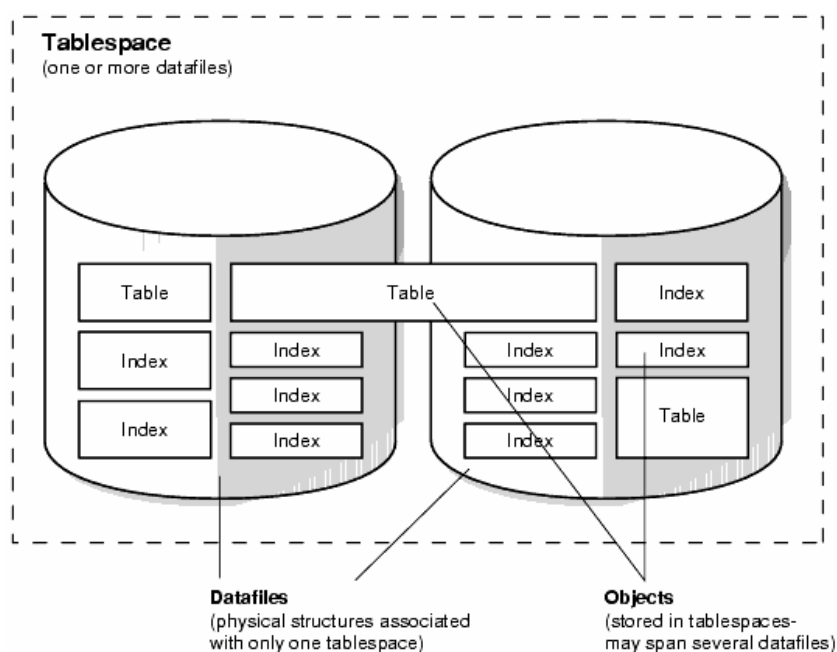 Tablespace
(one or more datafiles)
Table
Table
Index
Index
Index
Index
Index
Index
Index
Index
Table
Index
Index
Index
Datafiles
(physical structures associated
with only one tablespace)
Objects
(stored in tablespaces-
may span several datafiles)